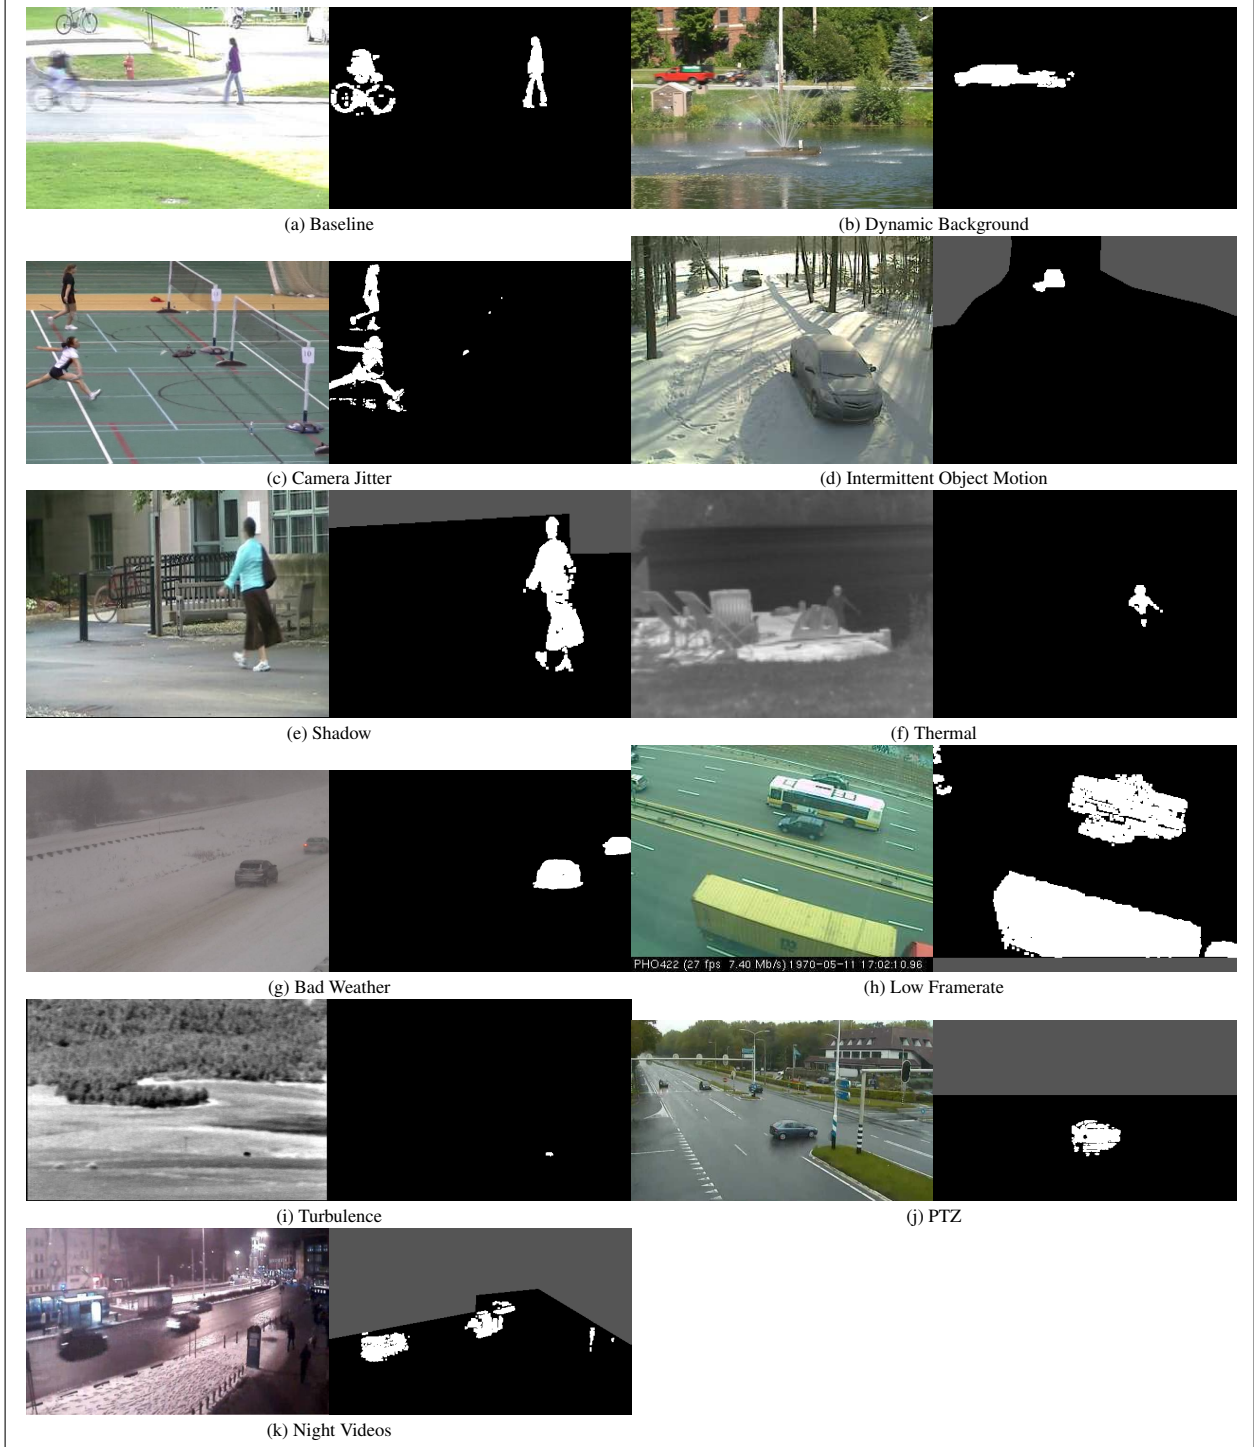 (a) Baseline
(b) Dynamic Background
(c) Camera Jitter
(d) Intermittent Object Motion
(e) Shadow
(f) Thermal
PHO422 (27 fps 7.40 Mb/s) 1970-05-11 17:02:10.96
(g) Bad Weather
(h) Low Framerate
(i) Turbulence
(j) PTZ
(k) Night Videos